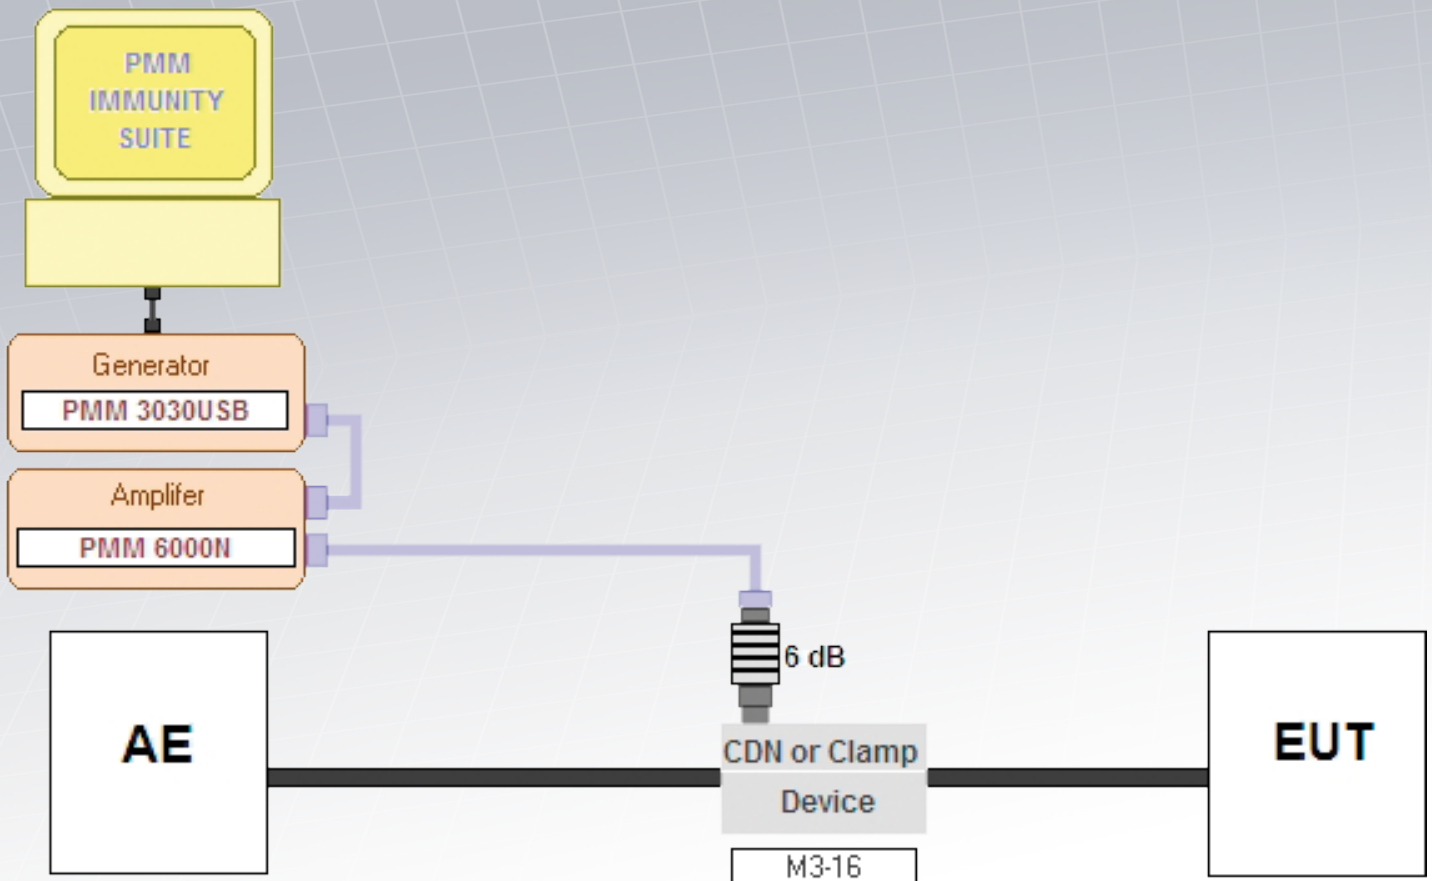 PMM
IMMUNITY
SUITE
Generator
PMM 3030USB
Amplifer
PMM 6000N
6 dB
AE
CDN or Clamp
Device
EUT
M3-16